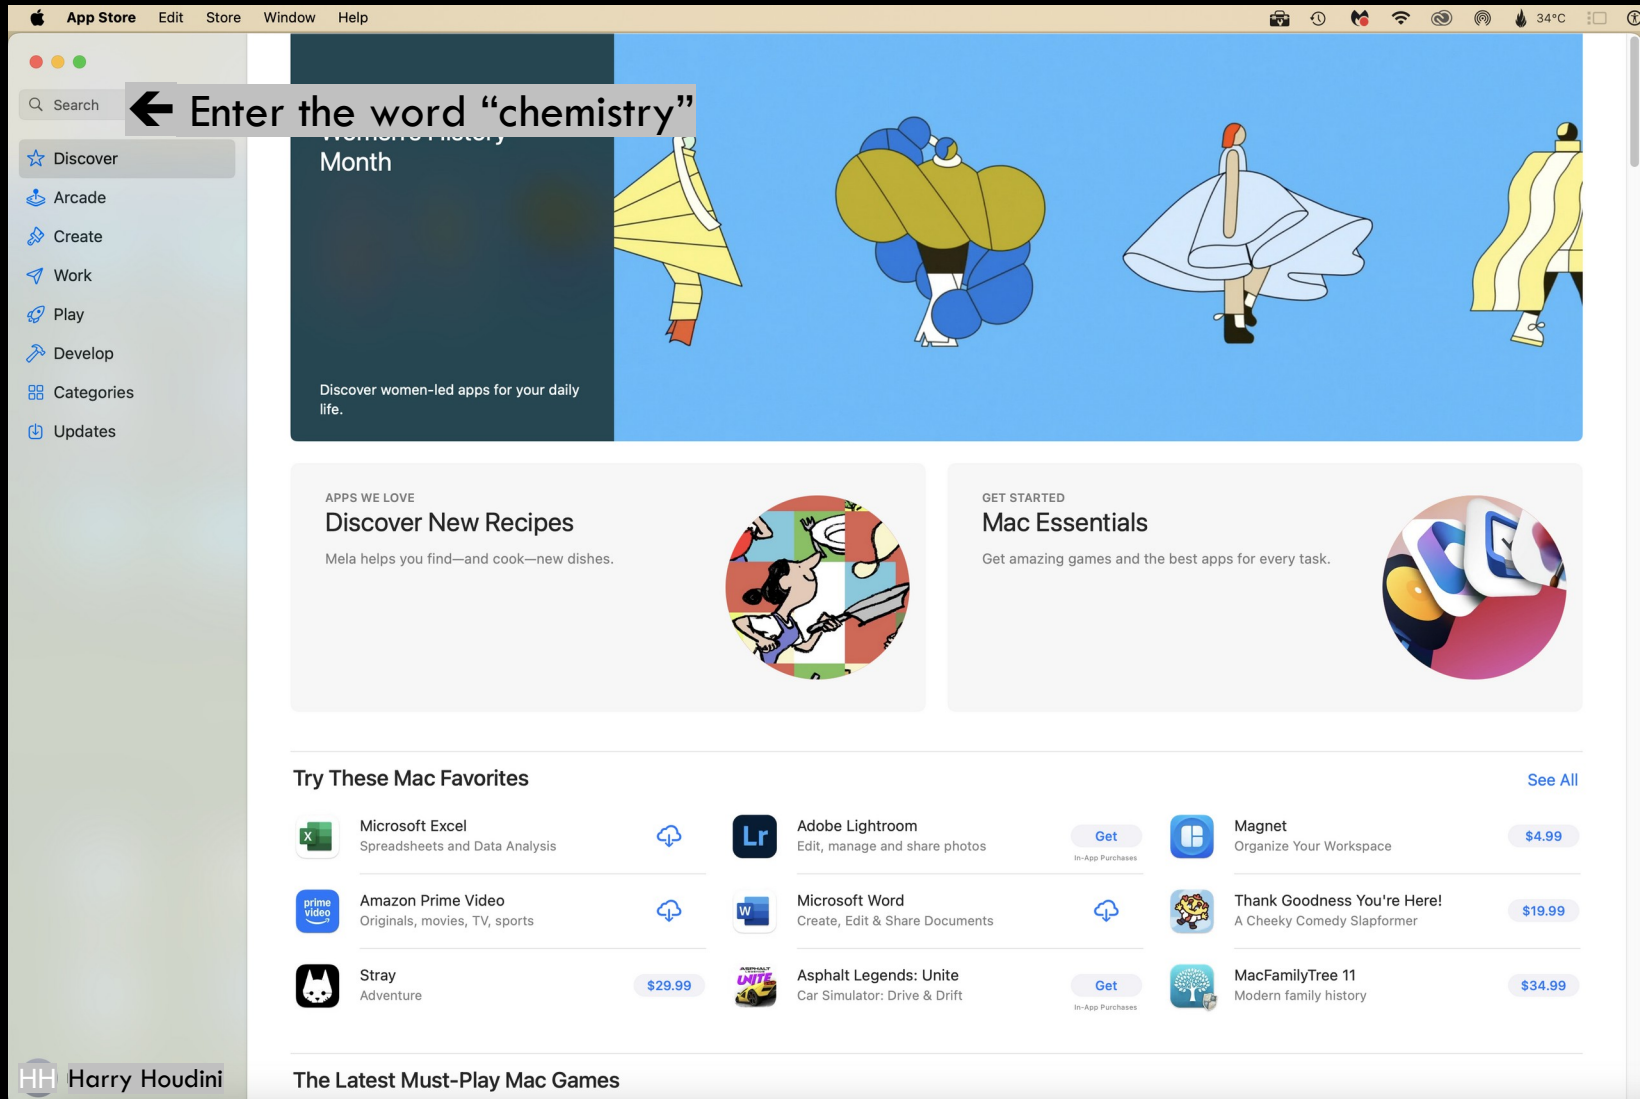 App Store Edit Store Window Help 34°C
Search
🡸 Enter the word “chemistry”
Women's History
Month
Discover women-led apps for your daily
life.
Discover
Arcade
Create
Work
Play
Develop
Categories
Updates
APPS WE LOVE
Discover New Recipes
Mela helps you find—and cook—new dishes.
GET STARTED
Mac Essentials
Get amazing games and the best apps for every task.
Try These Mac Favorites
See All
Microsoft Excel
Spreadsheets and Data Analysis
Lr
Adobe Lightroom
Edit, manage and share photos
Get
In-App Purchases
Magnet
Organize Your Workspace
$4.99
prime
video
Amazon Prime Video
Originals, movies, TV, sports
W
Microsoft Word
Create, Edit & Share Documents
Thank Goodness You're Here!
A Cheeky Comedy Slapformer
$19.99
Stray
Adventure
$29.99
ASPHALT
UNITE
Asphalt Legends: Unite
Car Simulator: Drive & Drift
Get
In-App Purchases
MacFamilyTree 11
Modern family history
$34.99
The Latest Must-Play Mac Games
HH Harry Houdini